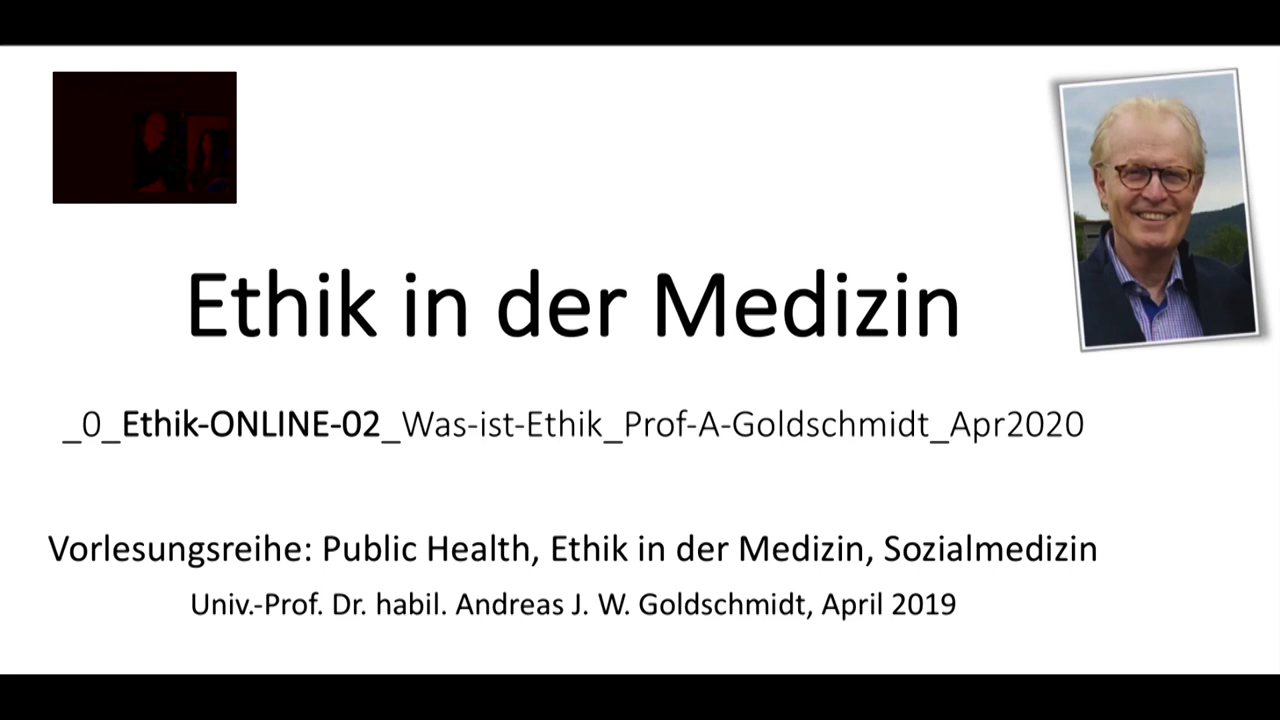 Ethik in der Medizin
_0_Ethik-ONLINE-02_Was-ist-Ethik_Prof-A-Goldschmidt_Apr2020
Vorlesungsreihe: Public Health, Ethik in der Medizin, Sozialmedizin
Univ.-Prof. Dr. habil. Andreas J. W. Goldschmidt, April 2019